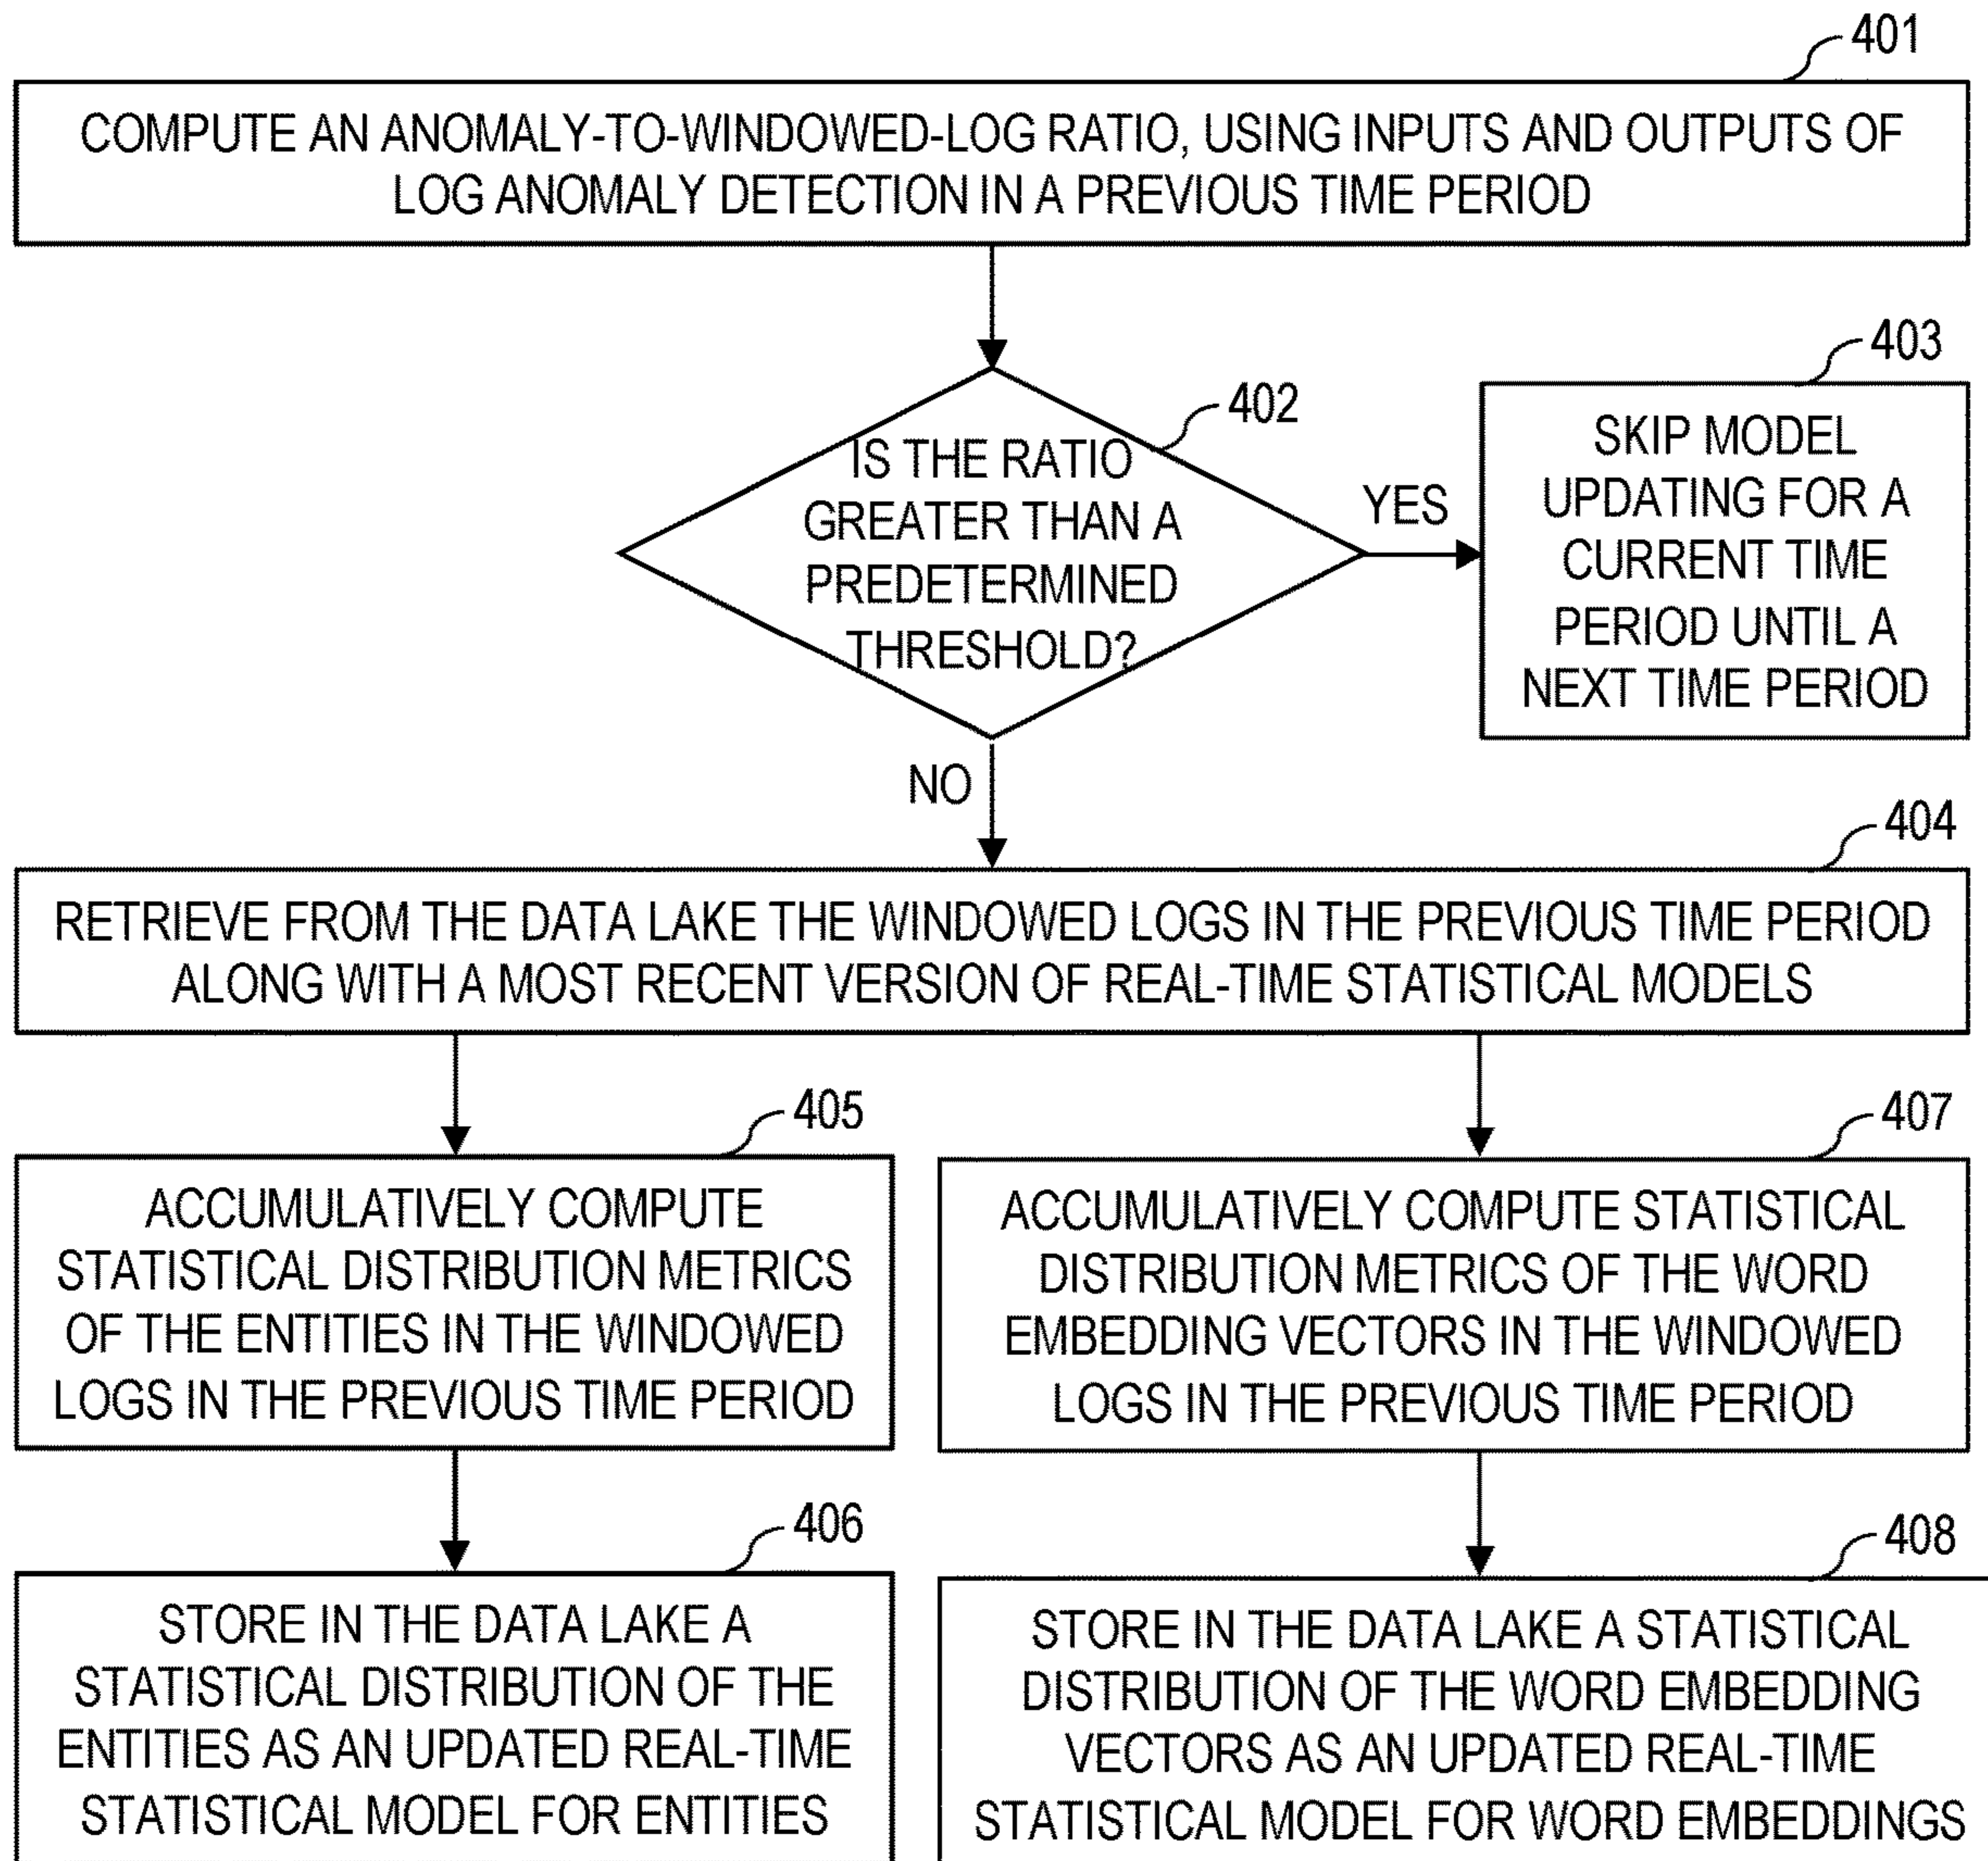 401
COMPUTE AN ANOMALY-TO-WINDOWED-LOG RATIO, USING INPUTS AND OUTPUTS OF
LOG ANOMALY DETECTION IN A PREVIOUS TIME PERIOD
402
IS THE RATIO
GREATER THAN A
PREDETERMINED
THRESHOLD?
YES
403
SKIP MODEL
UPDATING FOR A
CURRENT TIME
PERIOD UNTIL A
NEXT TIME PERIOD
NO
404
RETRIEVE FROM THE DATA LAKE THE WINDOWED LOGS IN THE PREVIOUS TIME PERIOD
ALONG WITH A MOST RECENT VERSION OF REAL-TIME STATISTICAL MODELS
405
ACCUMULATIVELY COMPUTE
STATISTICAL DISTRIBUTION METRICS
OF THE ENTITIES IN THE WINDOWED
LOGS IN THE PREVIOUS TIME PERIOD
407
ACCUMULATIVELY COMPUTE STATISTICAL
DISTRIBUTION METRICS OF THE WORD
EMBEDDING VECTORS IN THE WINDOWED
LOGS IN THE PREVIOUS TIME PERIOD
406
STORE IN THE DATA LAKE A
STATISTICAL DISTRIBUTION OF THE
ENTITIES AS AN UPDATED REAL-TIME
STATISTICAL MODEL FOR ENTITIES
408
STORE IN THE DATA LAKE A STATISTICAL
DISTRIBUTION OF THE WORD EMBEDDING
VECTORS AS AN UPDATED REAL-TIME
STATISTICAL MODEL FOR WORD EMBEDDINGS